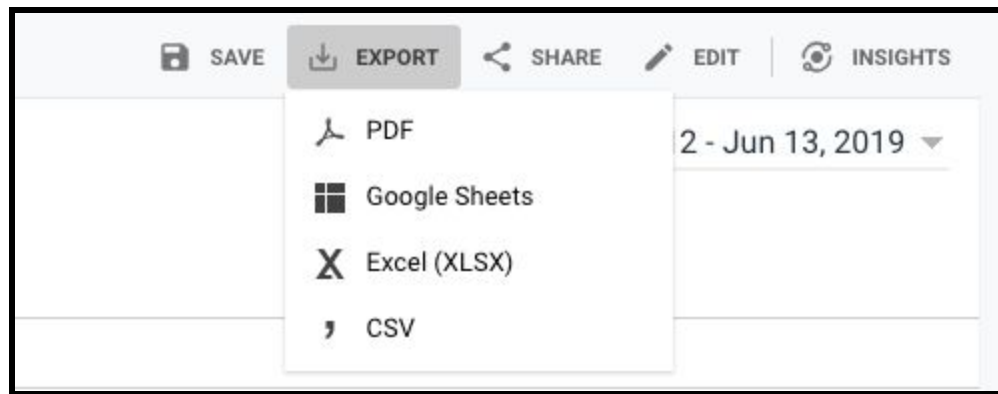 SAVE EXPORT SHARE EDIT INSIGHTS
PDF
2 - Jun 13, 2019
Google Sheets
Excel (XLSX)
CSV